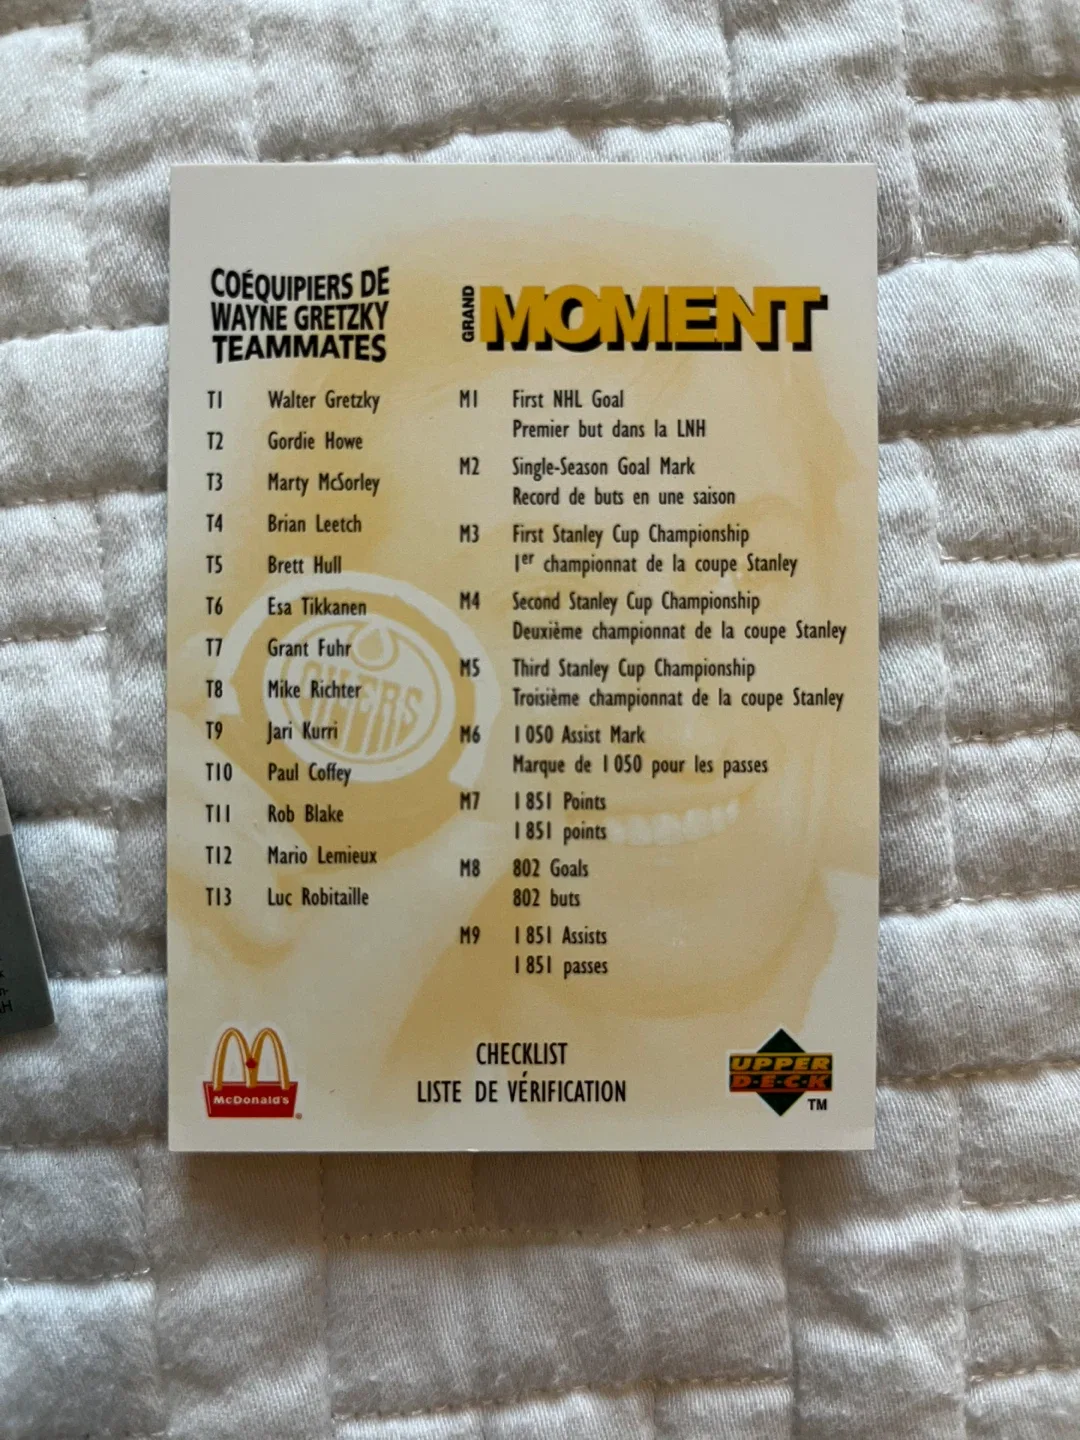 COÉQUIPIERS DE
WAYNE GRETZKY
TEAMMATES
T1 Walter Gretzky
T2 Gordie Howe
T3 Marty McSorley
T4 Brian Leetch
T5 Brett Hull
T6 Esa Tikkanen
T7 Grant Fuhr
T8 Mike Richter
T9 Jari Kurri
T10 Paul Coffey
T11 Rob Blake
T12 Mario Lemieux
T13 Luc Robitaille
OILERS
GRAND MOMENT
M1 First NHL Goal
Premier but dans la LNH
M2 Single-Season Goal Mark
Record de buts en une saison
M3 First Stanley Cup Championship
1er championnat de la coupe Stanley
M4 Second Stanley Cup Championship
Deuxième championnat de la coupe Stanley
M5 Third Stanley Cup Championship
Troisième championnat de la coupe Stanley
M6 1 050 Assist Mark
Marque de 1 050 pour les passes
M7 1 851 Points
1 851 points
M8 802 Goals
802 buts
M9 1 851 Assists
1 851 passes
CHECKLIST
LISTE DE VÉRIFICATION
McDonald's ®
UPPER
D·E·C·K
TM